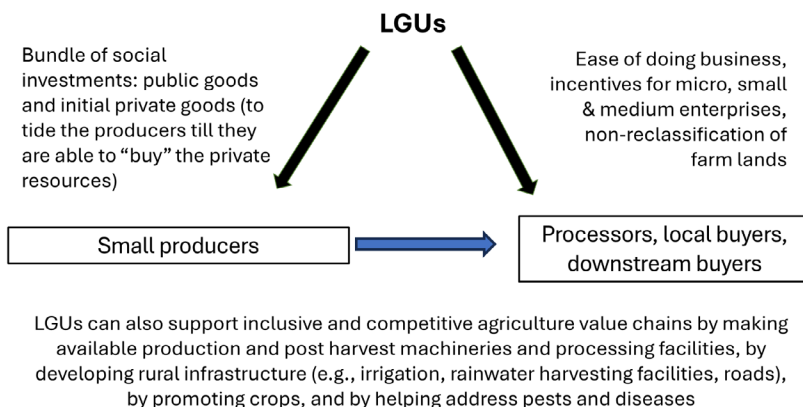 LGUs
Bundle of social
investments: public goods
and initial private goods (to
tide the producers till they
are able to “buy” the private
resources)
Ease of doing business,
incentives for micro, small
& medium enterprises,
non-reclassification of
farm lands
Small producers
Processors, local buyers,
downstream buyers
LGUs can also support inclusive and competitive agriculture value chains by making
available production and post harvest machineries and processing facilities, by
developing rural infrastructure (e.g., irrigation, rainwater harvesting facilities, roads),
by promoting crops, and by helping address pests and diseases